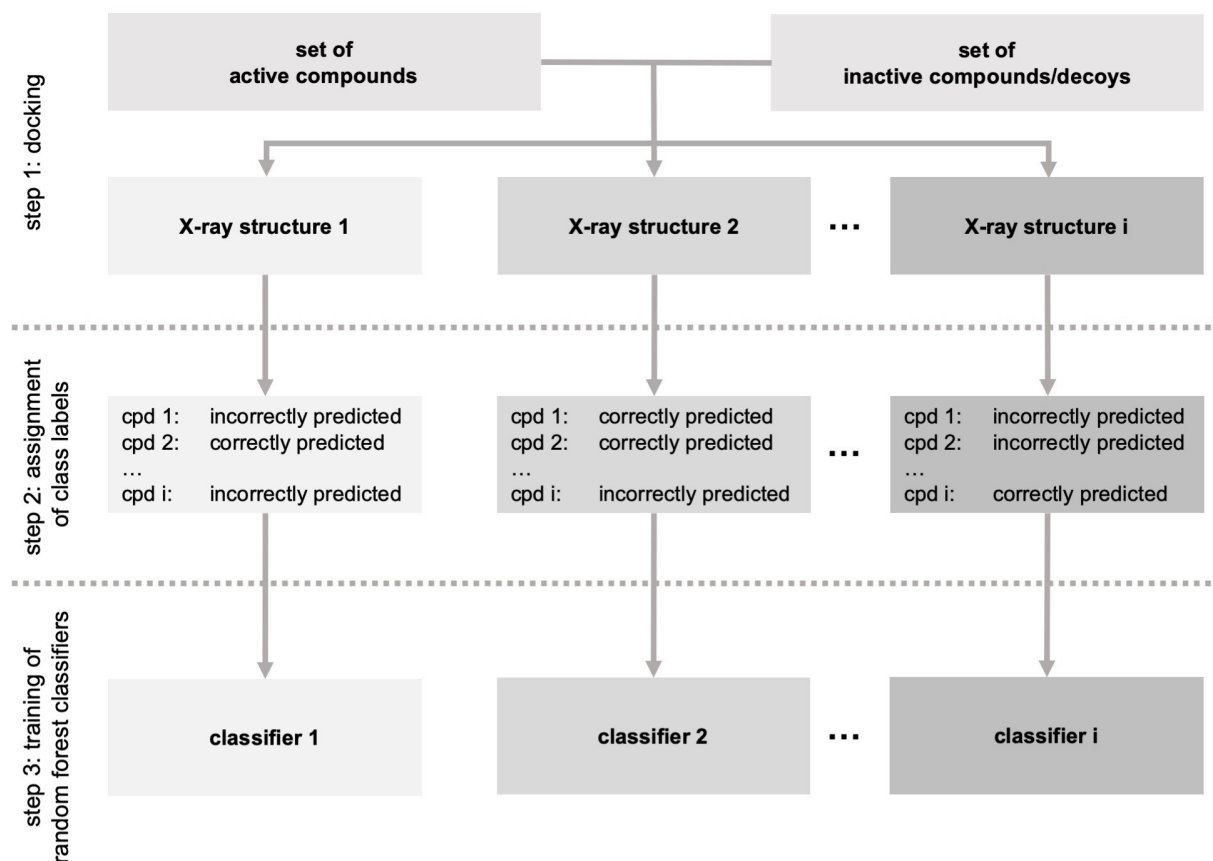 step 1: docking
set of
active compounds
set of
inactive compounds/decoys
X-ray structure 1
X-ray structure 2
...
X-ray structure i
step 2: assignment
of class labels
cpd 1: incorrectly predicted
cpd 2: correctly predicted
...
cpd i: incorrectly predicted
cpd 1: correctly predicted
cpd 2: correctly predicted
...
cpd i: incorrectly predicted
...
cpd 1: incorrectly predicted
cpd 2: incorrectly predicted
...
cpd i: correctly predicted
step 3: training of
random forest classifiers
classifier 1
classifier 2
...
classifier i